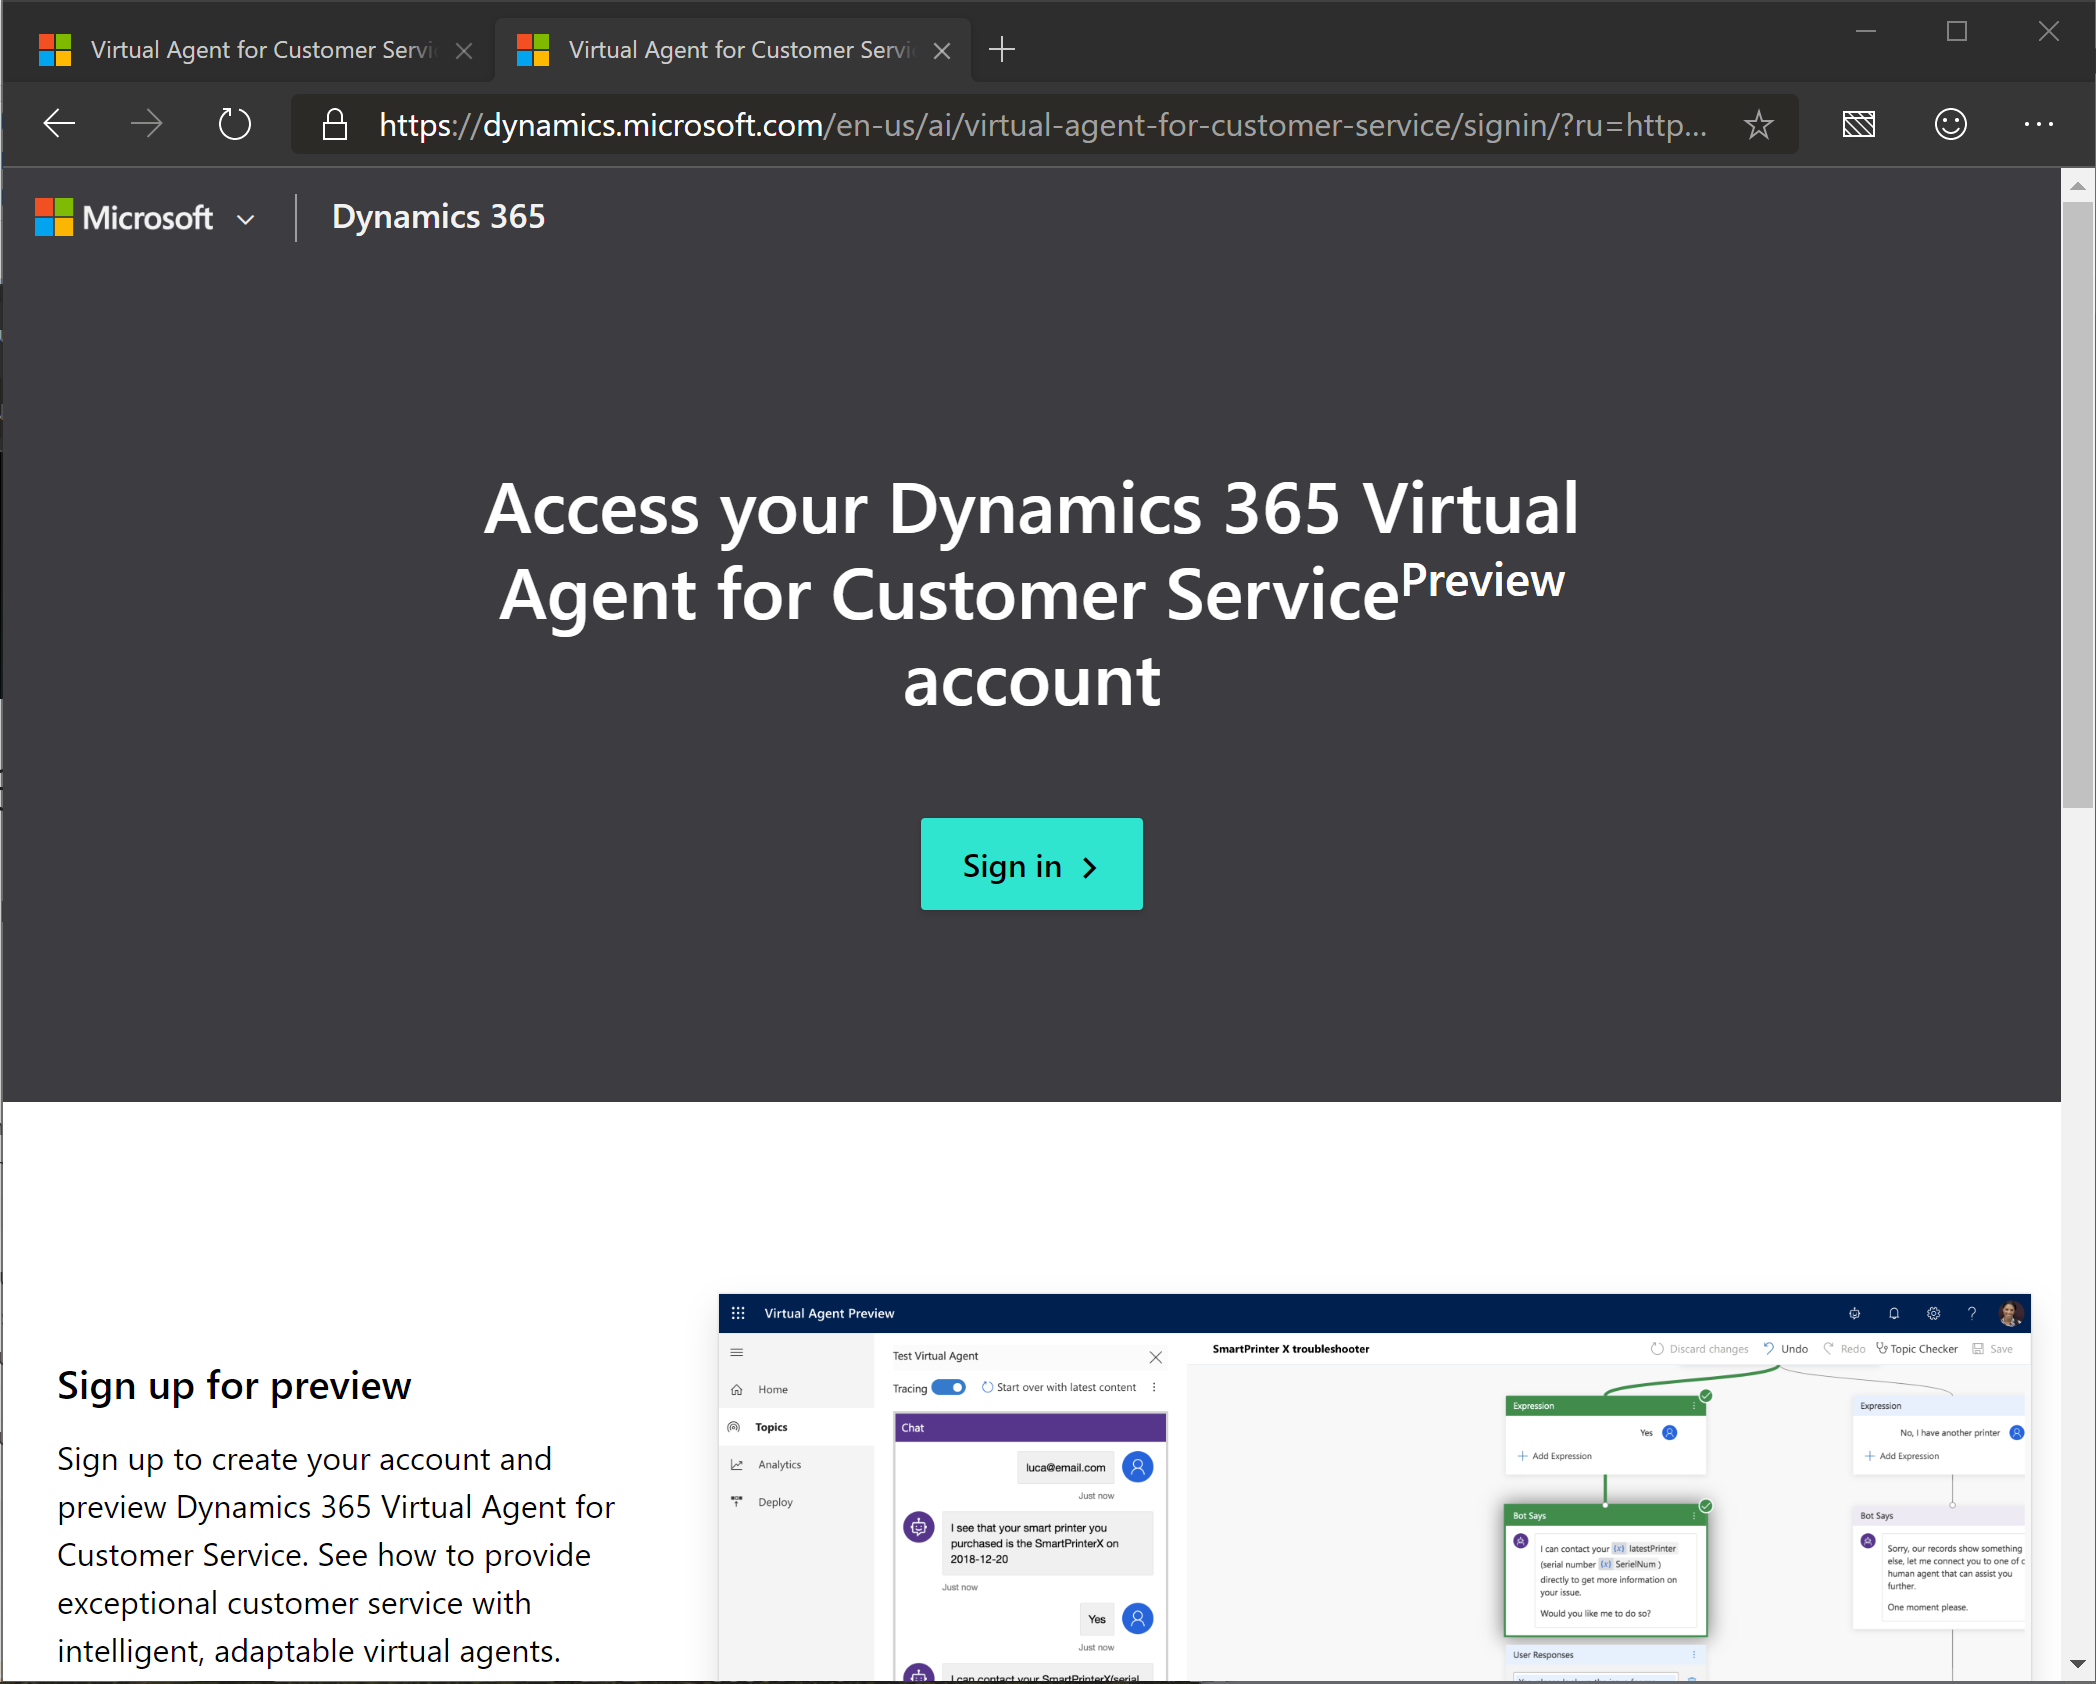 Virtual Agent for Customer Servi
Virtual Agent for Customer Servi
https://dynamics.microsoft.com/en-us/ai/virtual-agent-for-customer-service/signin/?ru=http...
Microsoft
Dynamics 365
Access your Dynamics 365 Virtual
Agent for Customer Service Preview
account
Sign in
Sign up for preview
Sign up to create your account and
preview Dynamics 365 Virtual Agent for
Customer Service. See how to provide
exceptional customer service with
intelligent, adaptable virtual agents.
Virtual Agent Preview
Home
Topics
Analytics
Deploy
Test Virtual Agent
Tracing
Start over with latest content
Chat
luca@email.com
Just now
I see that your smart printer you
purchased is the SmartPrinterX on
2018-12-20
Just now
Yes
Just now
I can contact your SmartPrinterX(serial
SmartPrinter X troubleshooter
Discard changes
Undo
Redo
Topic Checker
Save
Expression
Yes
Add Expression
Bot Says
I can contact your {x} latestPrinter
(serial number {x} SerielNum )
directly to get more information on
your issue.
Would you like me to do so?
User Responses
Expression
No, I have another printer
Add Expression
Bot Says
Sorry, our records show something
else, let me connect you to one of c
human agent that can assist you
further.
One moment please.